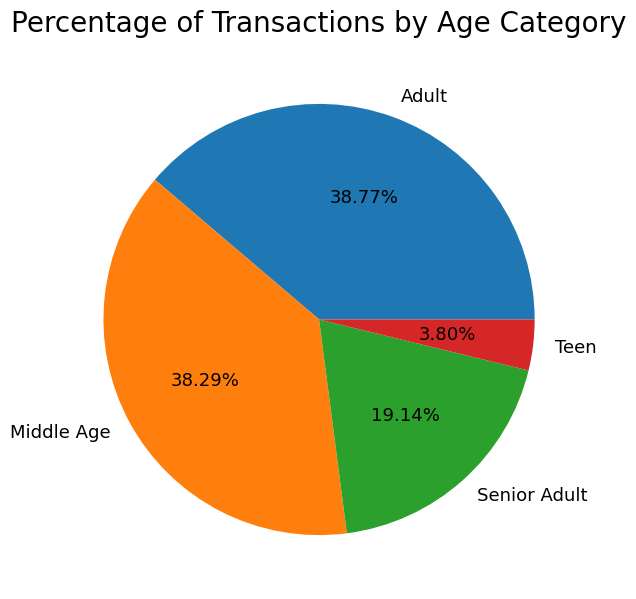 Percentage of Transactions by Age Category
Adult
38.77%
3.80%
Teen
38.29%
Middle Age
19.14%
Senior Adult